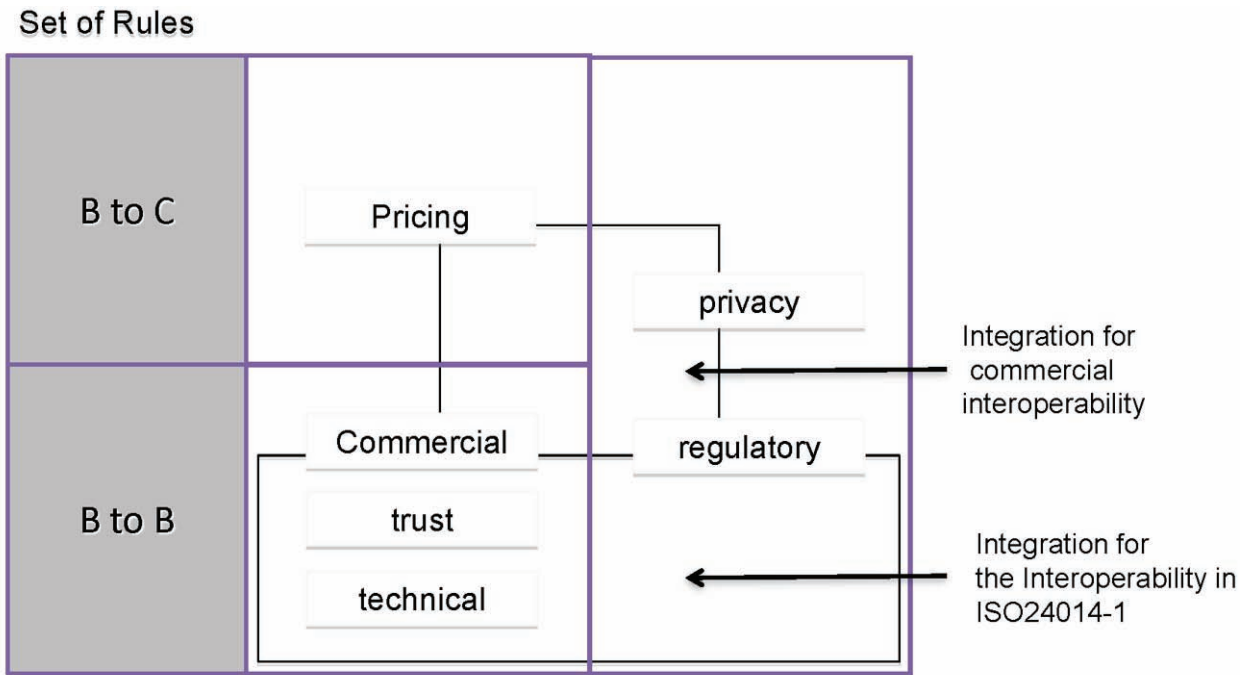 Set of Rules
B to C
Pricing
privacy
Integration for
commercial
interoperability
Commercial
regulatory
B to B
trust
technical
Integration for
the Interoperability in
ISO24014-1